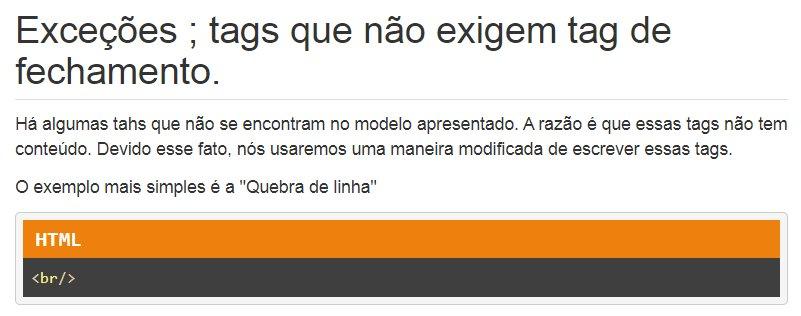 Exceções ; tags que não exigem tag de
fechamento.
Há algumas tahs que não se encontram no modelo apresentado. A razão é que essas tags não tem
conteúdo. Devido esse fato, nós usaremos uma maneira modificada de escrever essas tags.
O exemplo mais simples é a "Quebra de linha"
HTML
<br/>